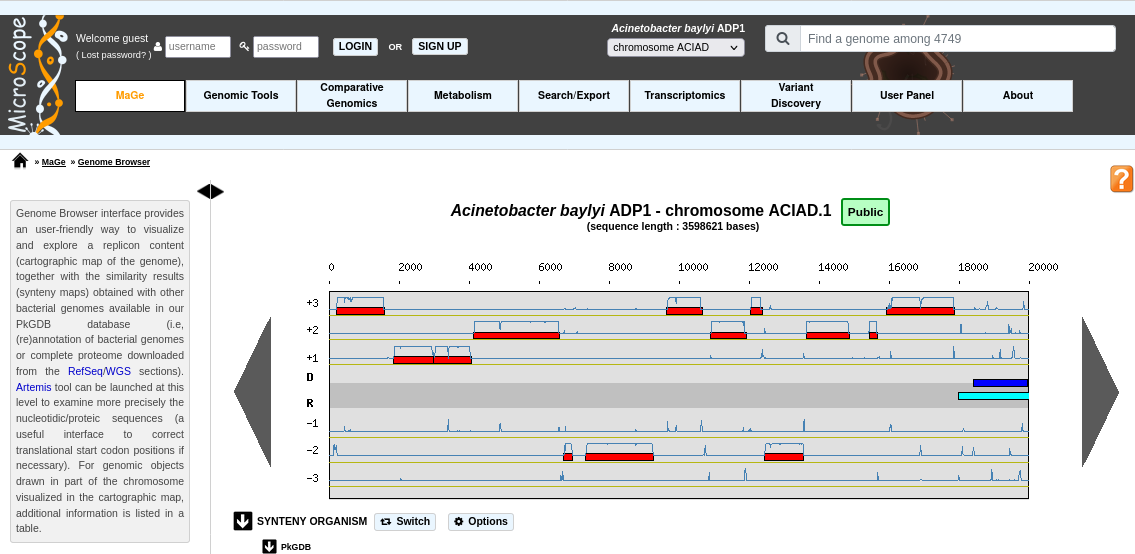 MicroScope
Welcome guest
( Lost password? )
username
password
LOGIN
OR
SIGN UP
Acinetobacter baylyi ADP1
chromosome ACIAD
Find a genome among 4749
MaGe
Genomic Tools
Comparative
Genomics
Metabolism
Search/Export
Transcriptomics
Variant
Discovery
User Panel
About
» MaGe » Genome Browser
?
Genome Browser interface provides
an user-friendly way to visualize
and explore a replicon content
(cartographic map of the genome),
together with the similarity results
(synteny maps) obtained with other
bacterial genomes available in our
PkGDB database (i.e,
(re)annotation of bacterial genomes
or complete proteome downloaded
from the RefSeq/WGS sections).
Artemis tool can be launched at this
level to examine more precisely the
nucleotidic/proteic sequences (a
useful interface to correct
translational start codon positions if
necessary). For genomic objects
drawn in part of the chromosome
visualized in the cartographic map,
additional information is listed in a
table.
Acinetobacter baylyi ADP1 - chromosome ACIAD.1
Public
(sequence length : 3598621 bases)
0 2000 4000 6000 8000 10000 12000 14000 16000 18000 20000
+3
+2
+1
D
R
-1
-2
-3
SYNTENY ORGANISM
Switch
Options
PkGDB